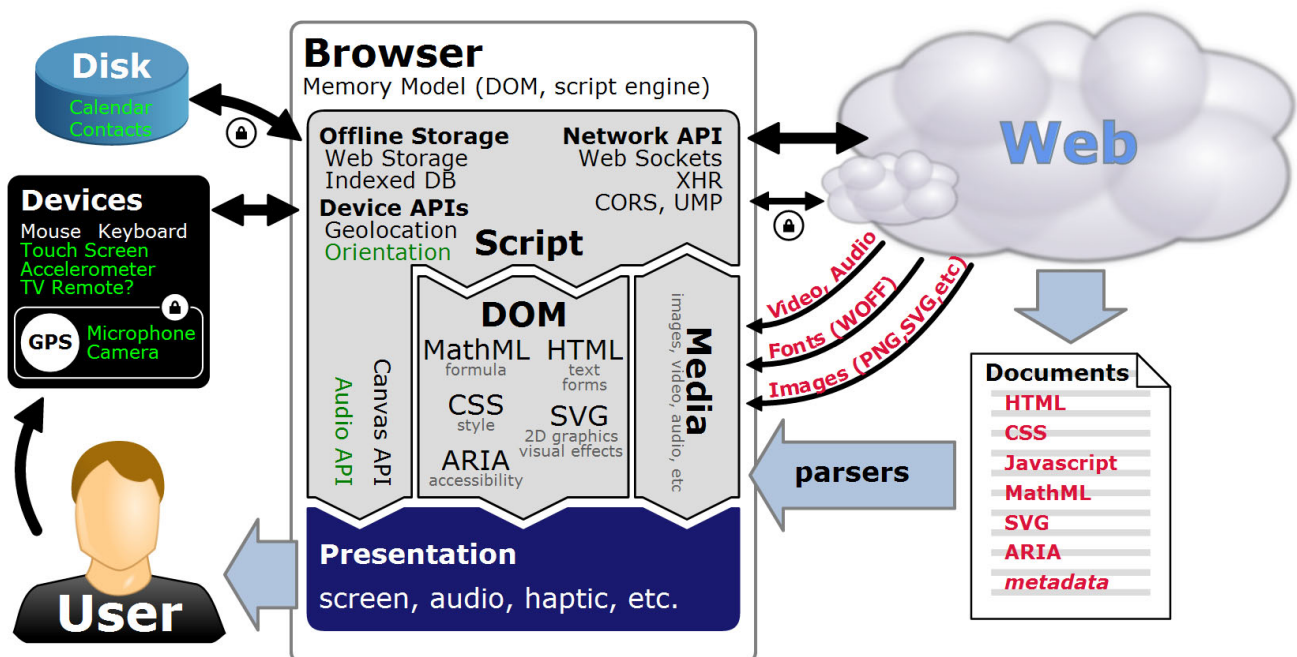 Disk
Calendar
Contacts
Devices
Mouse Keyboard
Touch Screen
Accelerometer
TV Remote?
GPS
Microphone
Camera
User
Browser
Memory Model (DOM, script engine)
Offline Storage
Web Storage
Indexed DB
Device APIs
Geolocation
Orientation
Network API
Web Sockets
XHR
CORS, UMP
Script
Audio API
Canvas API
DOM
MathML
formula
HTML
text
forms
CSS
style
SVG
2D graphics
visual effects
ARIA
accessibility
Media
images, video, audio, etc
Presentation
screen, audio, haptic, etc.
Web
Video, Audio
Fonts (WOFF)
Images (PNG,SVG,etc)
parsers
Documents
HTML
CSS
Javascript
MathML
SVG
ARIA
metadata